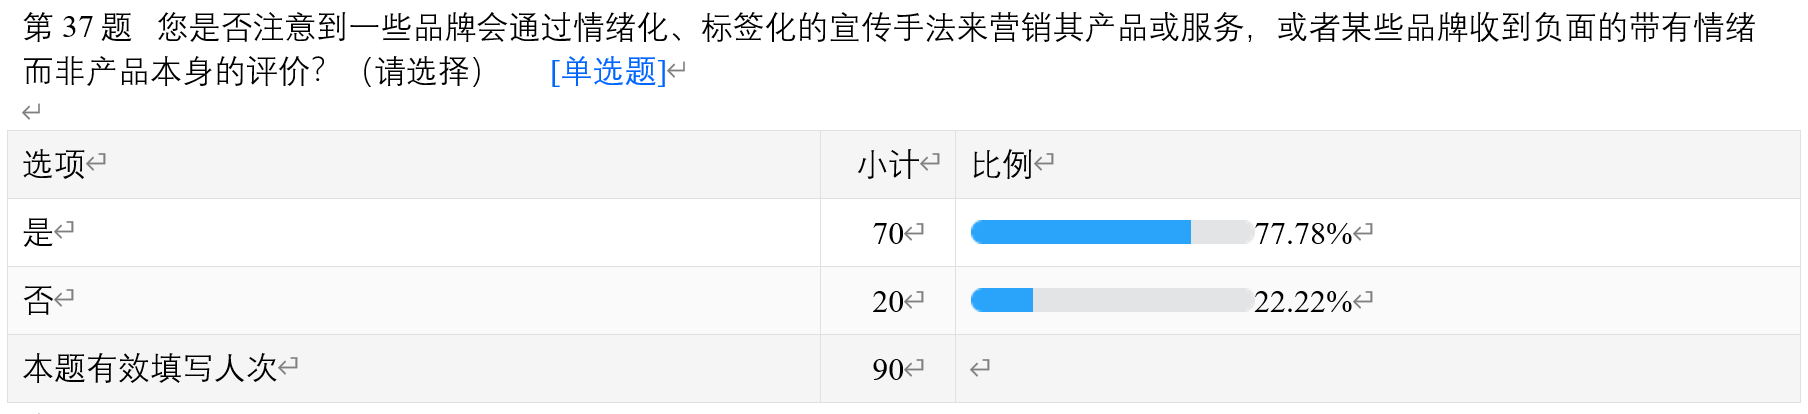 第 37 题 您是否注意到一些品牌会通过情绪化、标签化的宣传手法来营销其产品或服务，或者某些品牌收到负面的带有情绪
而非产品本身的评价？（请选择） [单选题]↵
↵
选项↵ 小计↵ 比例↵
是↵ 70↵ 77.78%↵
否↵ 20↵ 22.22%↵
本题有效填写人次↵ 90↵ ↵